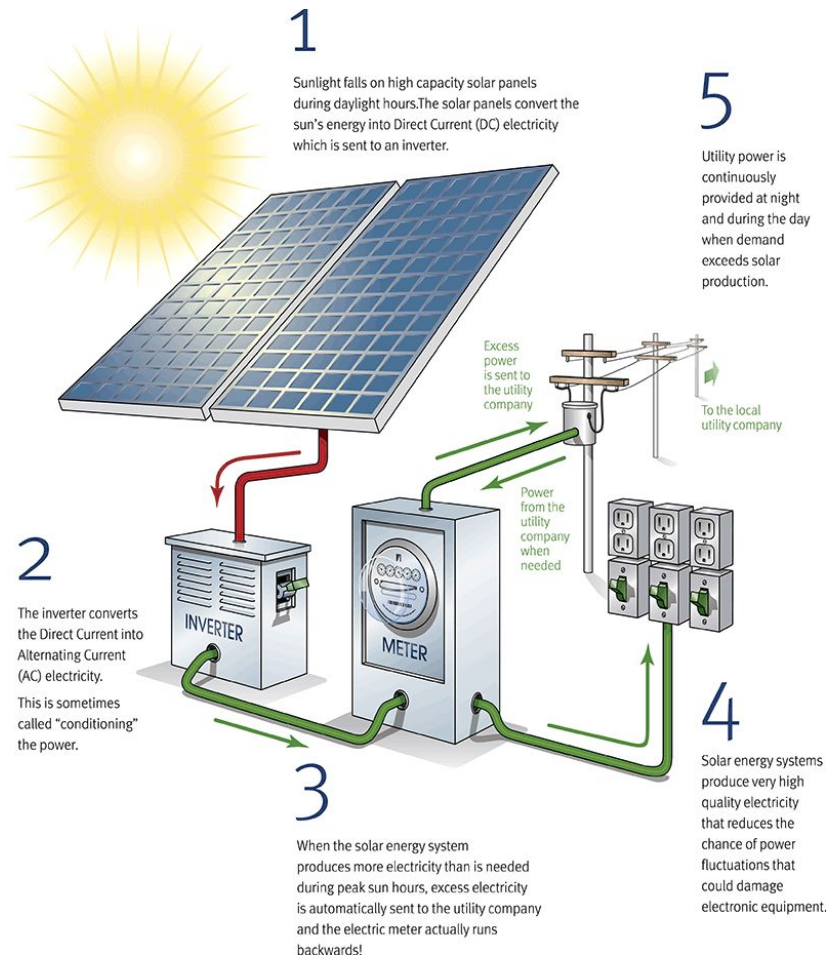 1
Sunlight falls on high capacity solar panels
during daylight hours.The solar panels convert the
sun's energy into Direct Current (DC) electricity
which is sent to an inverter.
5
Utility power is
continuously
provided at night
and during the day
when demand
exceeds solar
production.
Excess
power
is sent to
the utility
company
To the local
utility company
Power
from the
utility
company
when
needed
2
The inverter converts
the Direct Current into
Alternating Current
(AC) electricity.
This is sometimes
called "conditioning"
the power.
INVERTER
METER
3
When the solar energy system
produces more electricity than is needed
during peak sun hours, excess electricity
is automatically sent to the utility company
and the electric meter actually runs
backwards!
4
Solar energy systems
produce very high
quality electricity
that reduces the
chance of power
fluctuations that
could damage
electronic equipment.